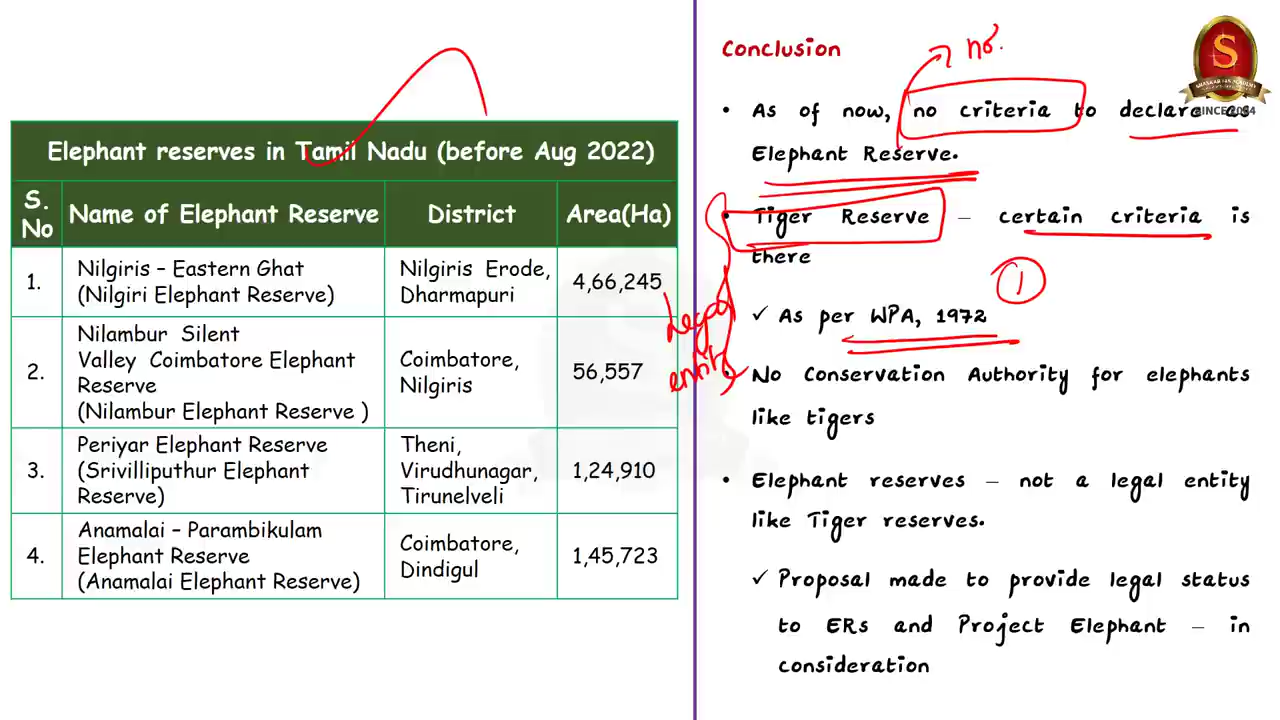 Elephant reserves in Tamil Nadu (before Aug 2022)
S. No
Name of Elephant Reserve
District
Area(Ha)
1.
Nilgiris – Eastern Ghat
(Nilgiri Elephant Reserve)
Nilgiris Erode,
Dharmapuri
4,66,245
2.
Nilambur Silent
Valley Coimbatore Elephant
Reserve
(Nilambur Elephant Reserve )
Coimbatore,
Nilgiris
56,557
3.
Periyar Elephant Reserve
(Srivilliputhur Elephant
Reserve)
Theni,
Virudhunagar,
Tirunelveli
1,24,910
4.
Anamalai – Parambikulam
Elephant Reserve
(Anamalai Elephant Reserve)
Coimbatore,
Dindigul
1,45,723
Legal
entity
Conclusion
no.
• As of now, no criteria to declare as
Elephant Reserve.
• Tiger Reserve – certain criteria is
there
1
✓ As per WPA, 1972
• No Conservation Authority for elephants
like tigers
• Elephant reserves – not a legal entity
like Tiger reserves.
✓ Proposal made to provide legal status
to ERs and Project Elephant – in
consideration
S
SHANKAR IAS ACADEMY
SINCE 2004